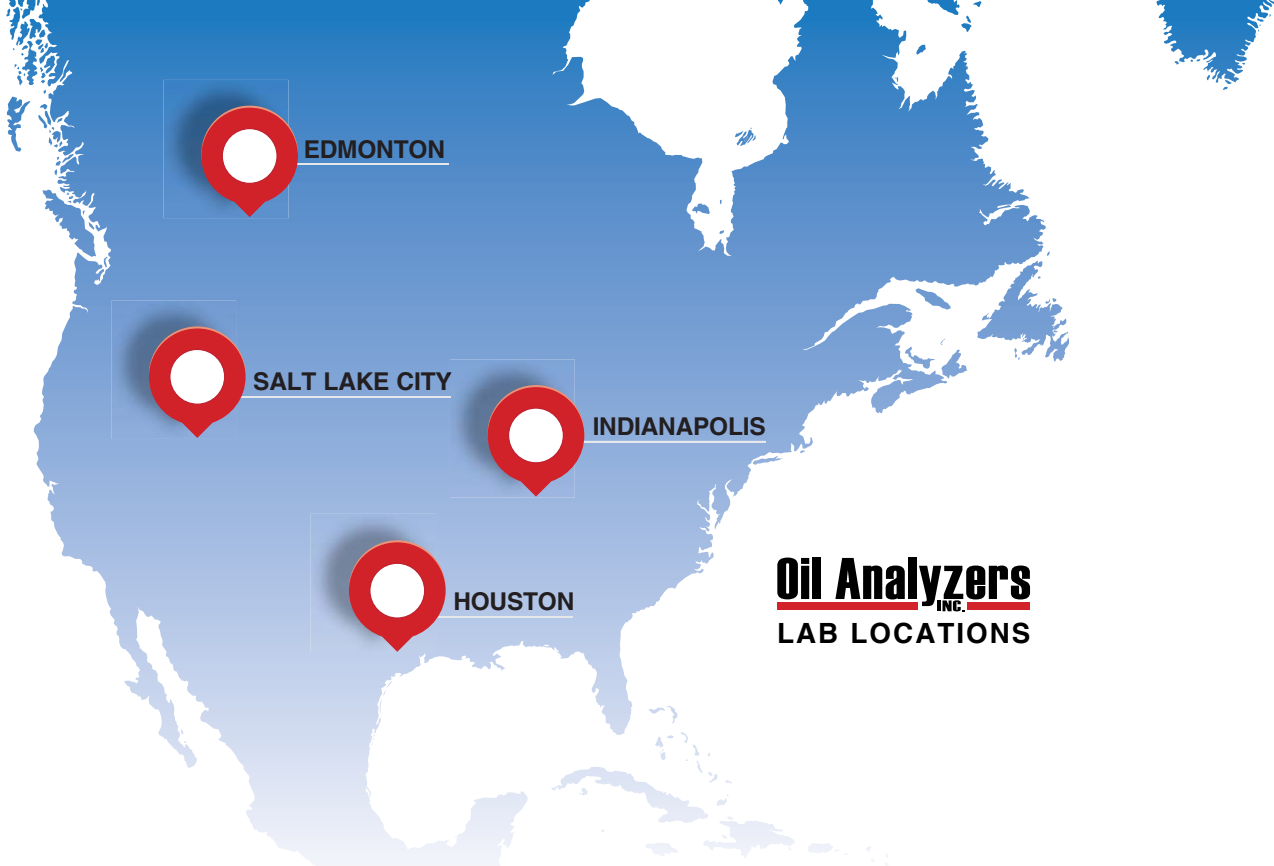 EDMONTON
SALT LAKE CITY
INDIANAPOLIS
HOUSTON
Oil Analyzers
INC.
LAB LOCATIONS